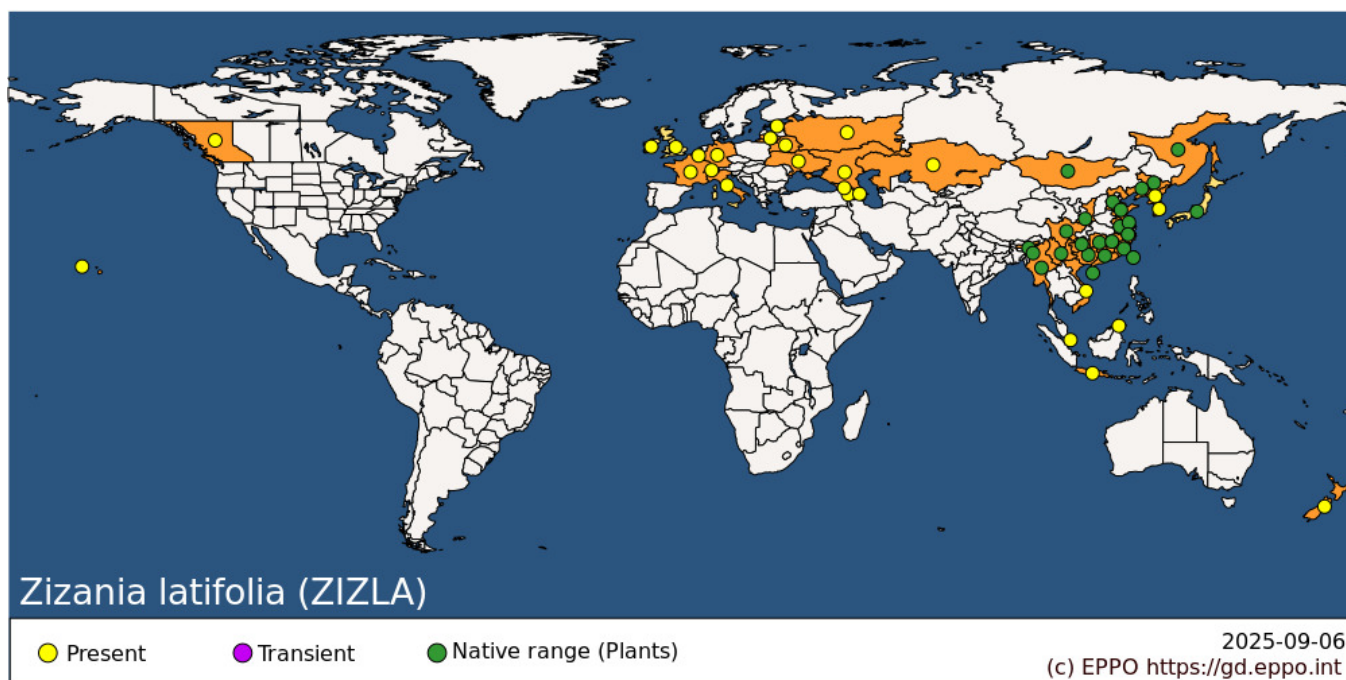 Zizania latifolia (ZIZLA)
Present
Transient
Native range (Plants)
2025-09-06
(c) EPPO https://gd.eppo.int